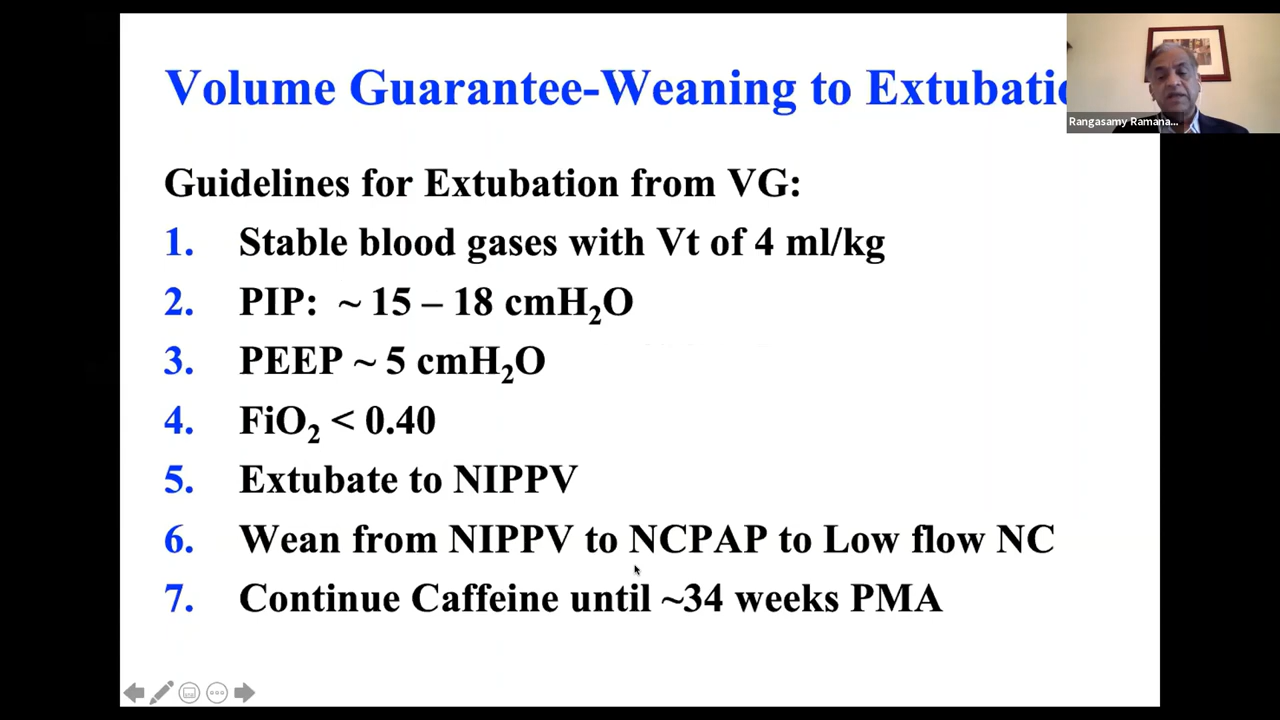 Volume Guarantee-Weaning to Extubatio
Rangasamy Ramana...
Guidelines for Extubation from VG:
1. Stable blood gases with Vt of 4 ml/kg
2. PIP: ~ 15 – 18 cmH₂O
3. PEEP ~ 5 cmH₂O
4. FiO₂ < 0.40
5. Extubate to NIPPV
6. Wean from NIPPV to NCPAP to Low flow NC
7. Continue Caffeine until ~34 weeks PMA